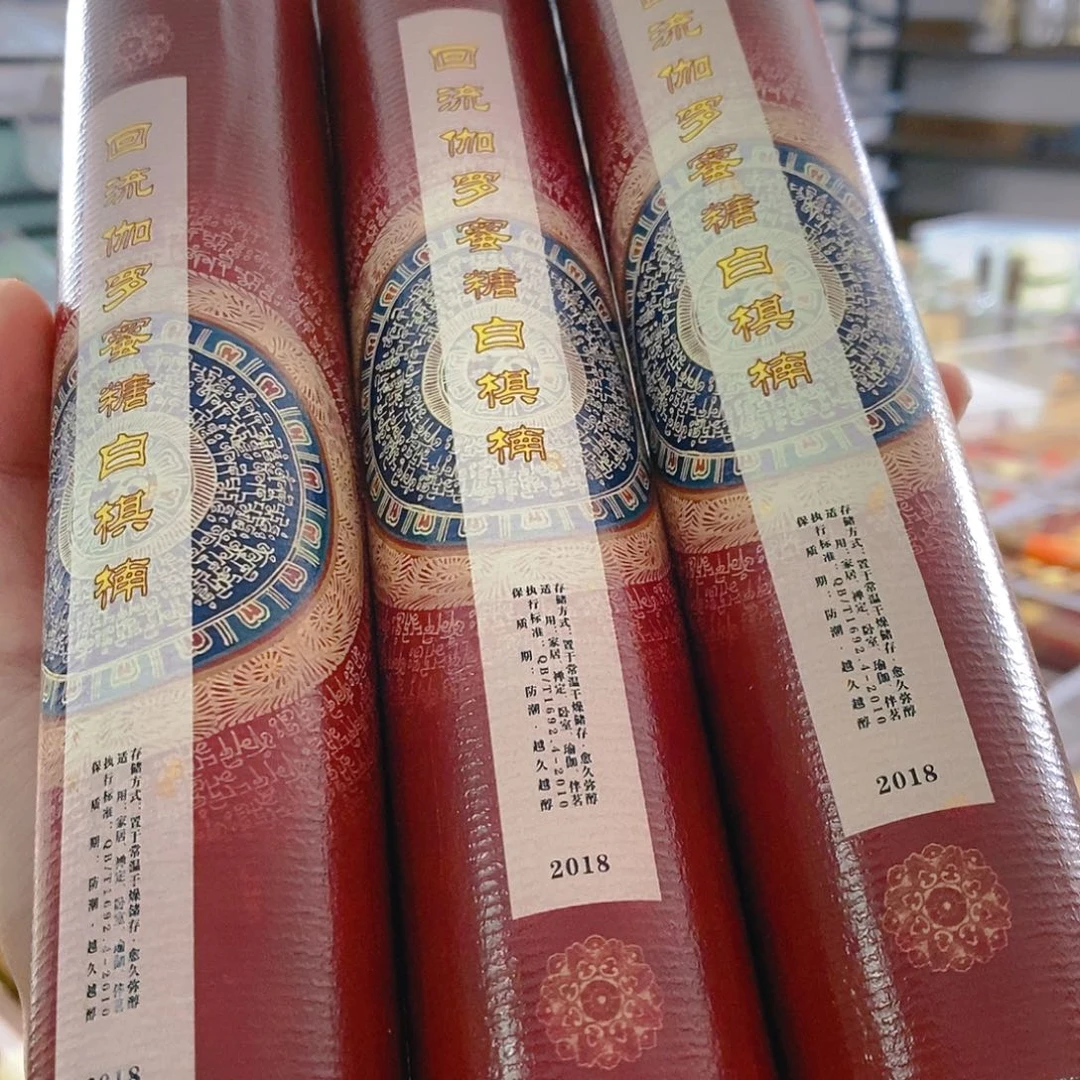 回流伽罗蜜糖白棋楠
存储方式:置于常温干燥储存,愈久弥醇
适用:家居、禅定、卧室、瑜伽、伴茗
执行标准:QB/T1692.4-2010
保质期:防潮,越久越醇
2018
回流伽罗蜜糖白棋楠
存储方式:置于常温干燥储存,愈久弥醇
适用:家居、禅定、卧室、瑜伽、伴茗
执行标准:QB/T1692.4-2010
保质期:防潮,越久越醇
2018
流伽罗蜜糖白棋楠
存储方式:置于常温干燥储存,愈久弥醇
适用:家居、禅定、卧室、瑜伽、伴茗
执行标准:QB/T1692.4-2010
保质期:防潮,越久越醇
2018